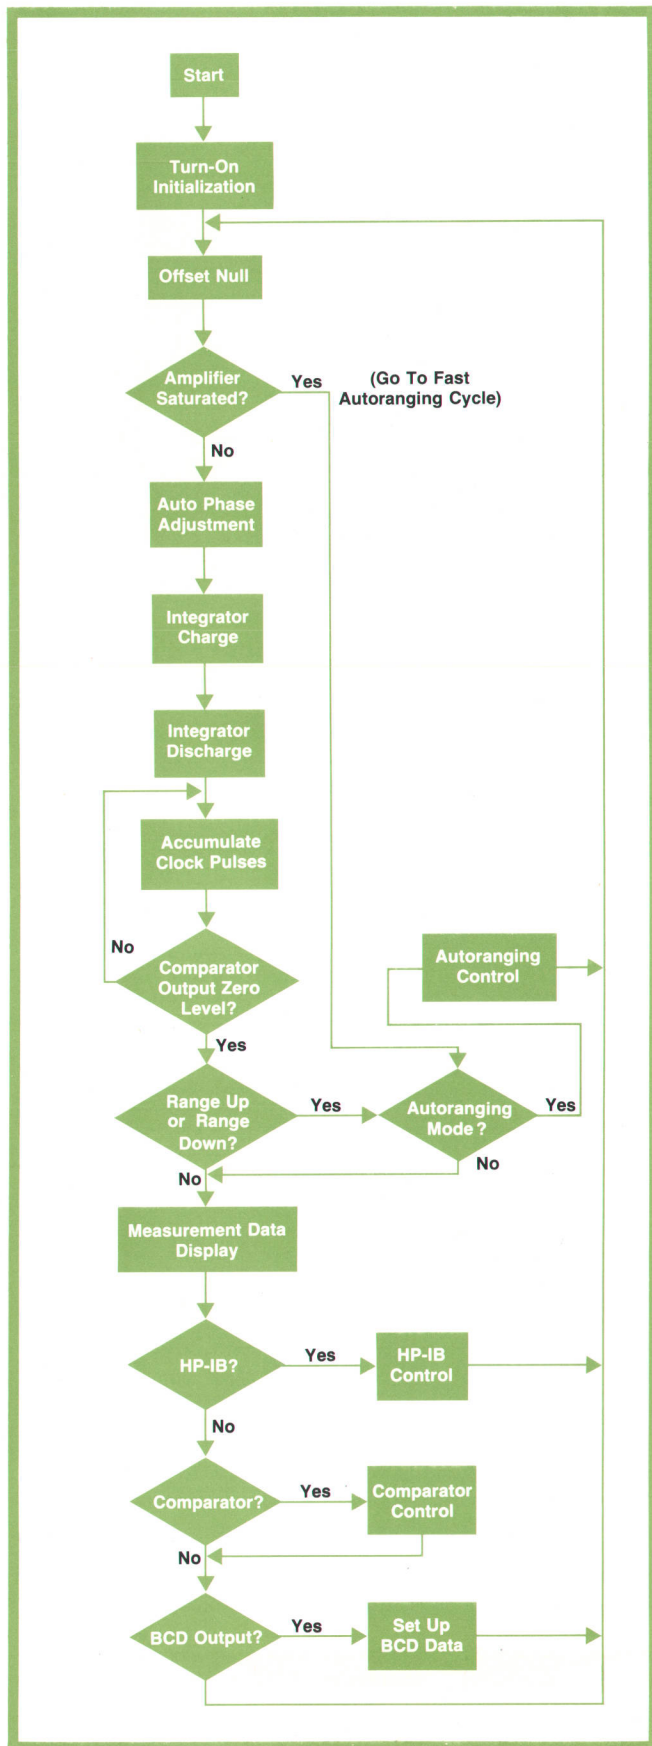 Start
Turn-On
Initialization
Offset Null
Amplifier
Saturated?
Yes
(Go To Fast
Autoranging Cycle)
No
Auto Phase
Adjustment
Integrator
Charge
Integrator
Discharge
Accumulate
Clock Pulses
No
Comparator
Output Zero
Level?
Autoranging
Control
Yes
Range Up
or Range
Down?
Yes
Autoranging
Mode?
Yes
No
No
Measurement Data
Display
HP-IB?
Yes
HP-IB
Control
No
Comparator?
Yes
Comparator
Control
No
BCD Output?
Yes
Set Up
BCD Data